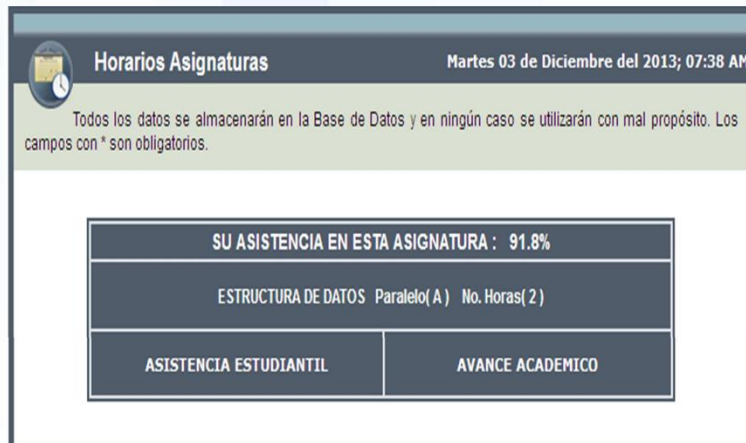 Horarios Asignaturas
Martes 03 de Diciembre del 2013; 07:38 AM
Todos los datos se almacenarán en la Base de Datos y en ningún caso se utilizarán con mal propósito. Los
campos con * son obligatorios.
SU ASISTENCIA EN ESTA ASIGNATURA : 91.8%
ESTRUCTURA DE DATOS Paralelo( A ) No. Horas( 2 )
ASISTENCIA ESTUDIANTIL
AVANCE ACADEMICO